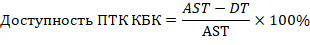 Доступность ПТК КБК = (AST − DT) / AST × 100%